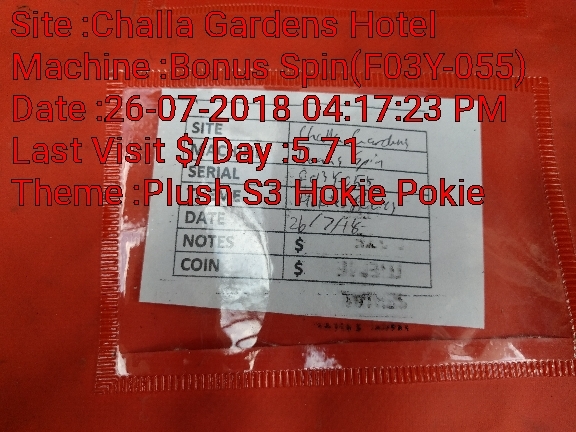 Site :Challa Gardens Hotel
Machine :Bonus Spin(F03Y-055)
Date :26-07-2018 04:17:23 PM
Last Visit $/Day :5.71
Theme :Plush S3 Hokie Pokie
SITE Challa Gardens
SERIAL
DATE 26/7/18
NOTES $
COIN $